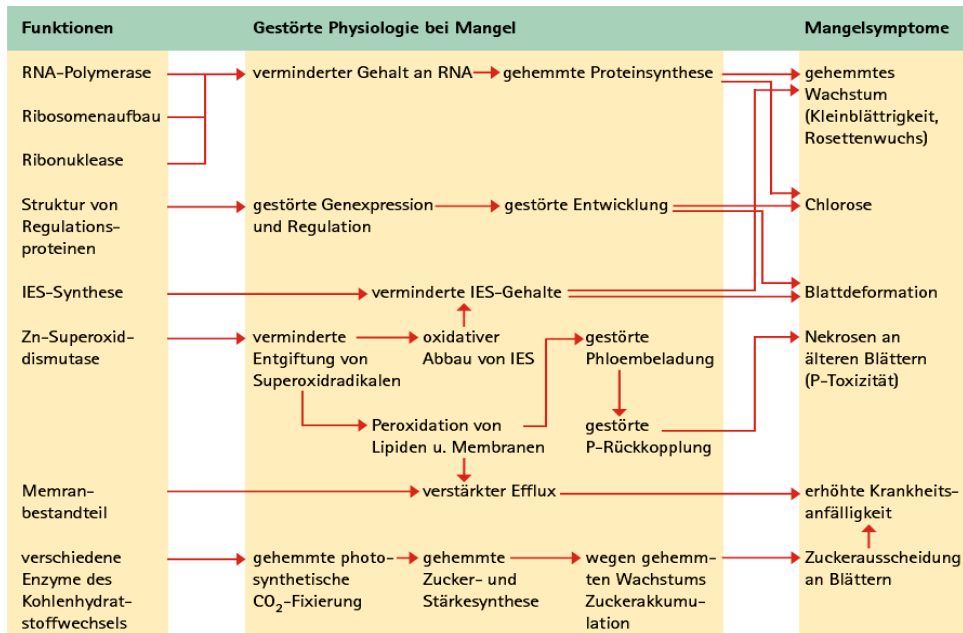 Funktionen
Gestörte Physiologie bei Mangel
Mangelsymptome
RNA-Polymerase
verminderter Gehalt an RNA
gehemmte Proteinsynthese
gehemmtes
Wachstum
(Kleinblättrigkeit,
Rosettenwuchs)
Ribosomenaufbau
Ribonuklease
Struktur von
Regulations-
proteinen
gestörte Genexpression
und Regulation
gestörte Entwicklung
Chlorose
IES-Synthese
verminderte IES-Gehalte
Blattdeformation
Zn-Superoxid-
dismutase
verminderte
Entgiftung von
Superoxidradikalen
oxidativer
Abbau von IES
gestörte
Phloembeladung
Nekrosen an
älteren Blättern
(P-Toxizität)
Peroxidation von
Lipiden u. Membranen
gestörte
P-Rückkopplung
Memran-
bestandteil
verstärkter Efflux
erhöhte Krankheits-
anfälligkeit
verschiedene
Enzyme des
Kohlenhydrat-
stoffwechsels
gehemmte photo-
synthetische
CO₂-Fixierung
gehemmte
Zucker- und
Stärkesynthese
wegen gehemm-
ten Wachstums
Zuckerakkumu-
lation
Zuckerausscheidung
an Blättern